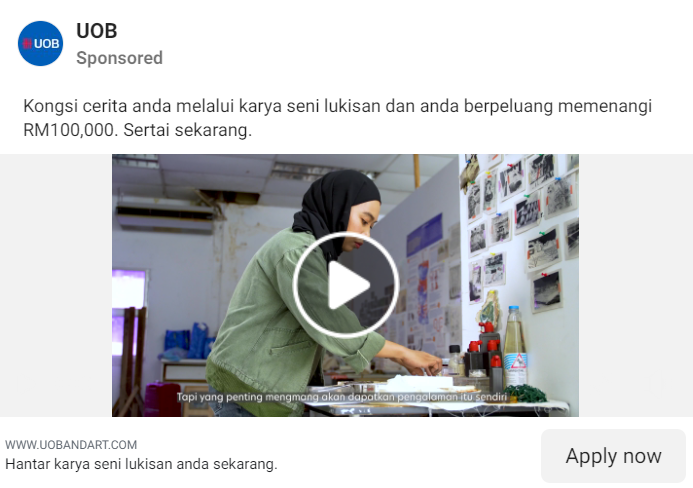 UOB
UOB
Sponsored
Kongsi cerita anda melalui karya seni lukisan dan anda berpeluang memenangi
RM100,000. Sertai sekarang.
Tapi yang penting mengmang akan dapatkan pengalaman itu sendiri
WWW.UOBANDART.COM
Hantar karya seni lukisan anda sekarang.
Apply now